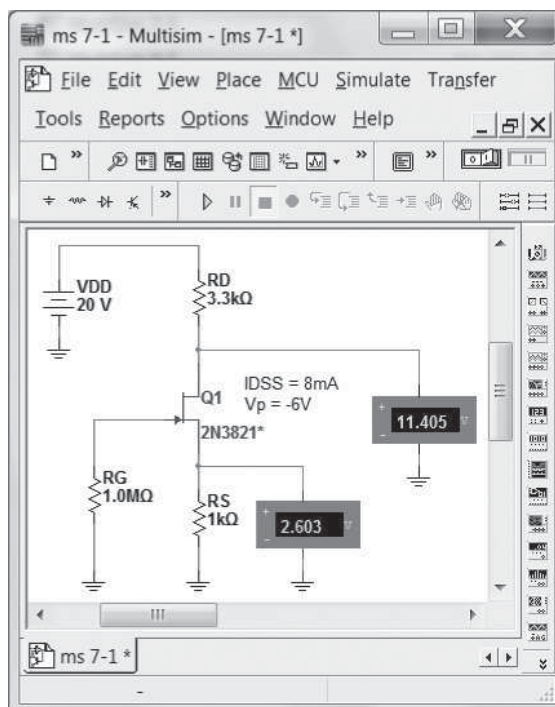 ms 7-1 - Multisim - [ms 7-1 *]
File Edit View Place MCU Simulate Transfer
Tools Reports Options Window Help
VDD
20 V
RD
3.3kΩ
Q1
IDSS = 8mA
Vp = -6V
2N3821*
11.405 V
RG
1.0MΩ
RS
1kΩ
2.603 V
ms 7-1 *
-